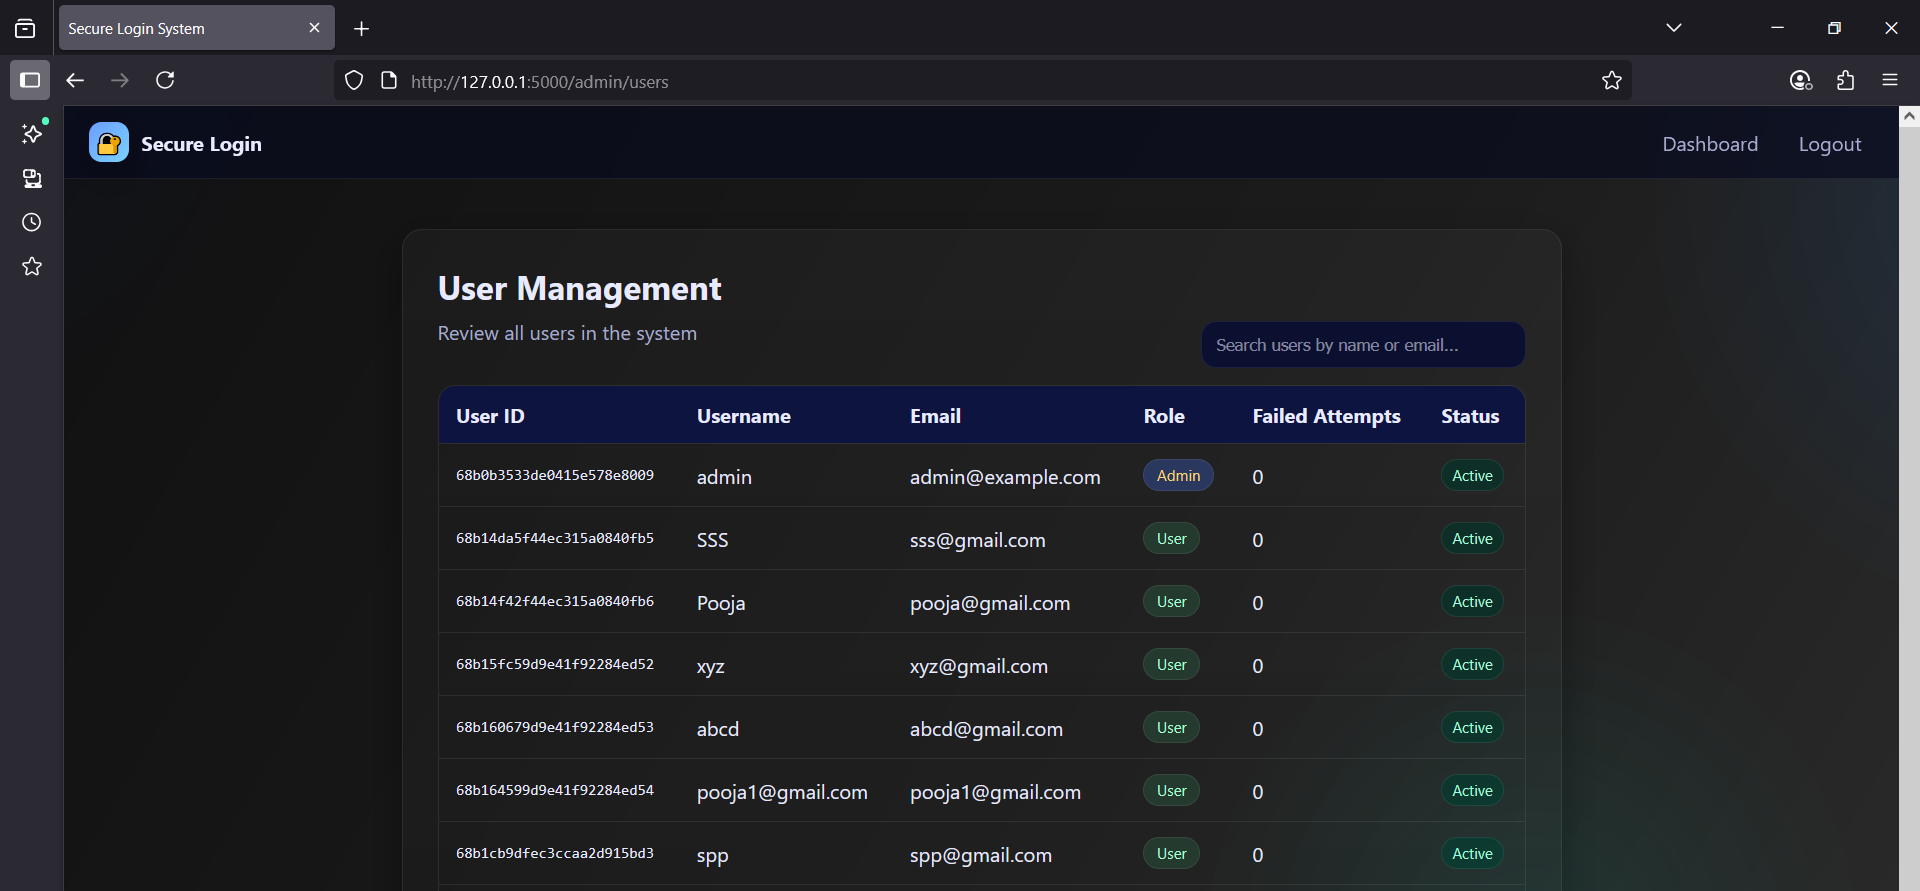 Secure Login System
http://127.0.0.1:5000/admin/users
Secure Login
Dashboard Logout
User Management
Review all users in the system
Search users by name or email...
User ID Username Email Role Failed Attempts Status
68b0b3533de0415e578e8009 admin admin@example.com Admin 0 Active
68b14da5f44ec315a0840fb5 SSS sss@gmail.com User 0 Active
68b14f42f44ec315a0840fb6 Pooja pooja@gmail.com User 0 Active
68b15fc59d9e41f92284ed52 xyz xyz@gmail.com User 0 Active
68b160679d9e41f92284ed53 abcd abcd@gmail.com User 0 Active
68b164599d9e41f92284ed54 pooja1@gmail.com pooja1@gmail.com User 0 Active
68b1cb9dfec3ccaa2d915bd3 spp spp@gmail.com User 0 Active